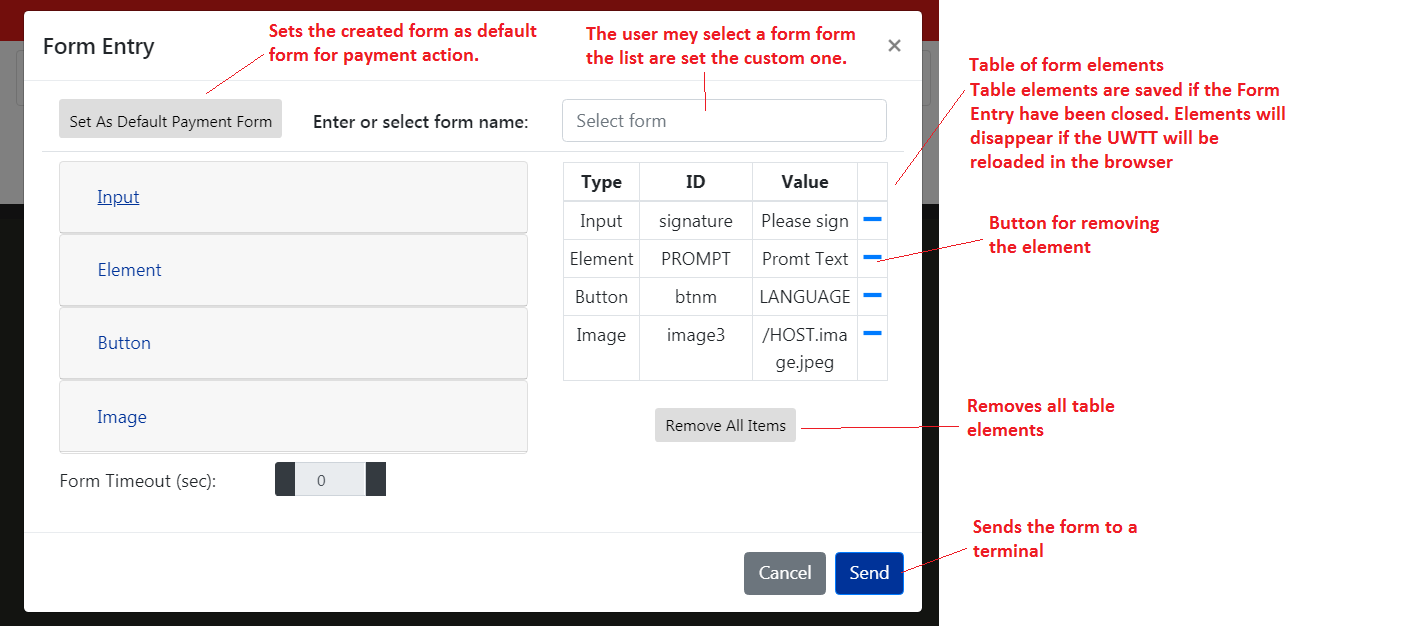 Form Entry
Sets the created form as default
form for payment action.
The user mey select a form form
the list are set the custom one.
×
Set As Default Payment Form
Enter or select form name:
Select form
Table of form elements
Table elements are saved if the Form
Entry have been closed. Elements will
disappear if the UWTT will be
reloaded in the browser
Input
Element
Button
Image
Type ID Value
Input signature Please sign
Element PROMPT Promt Text
Button btnm LANGUAGE
Image image3 /HOST.ima
ge.jpeg
Button for removing
the element
Remove All Items
Removes all table
elements
Form Timeout (sec):
0
Sends the form to a
terminal
Cancel
Send